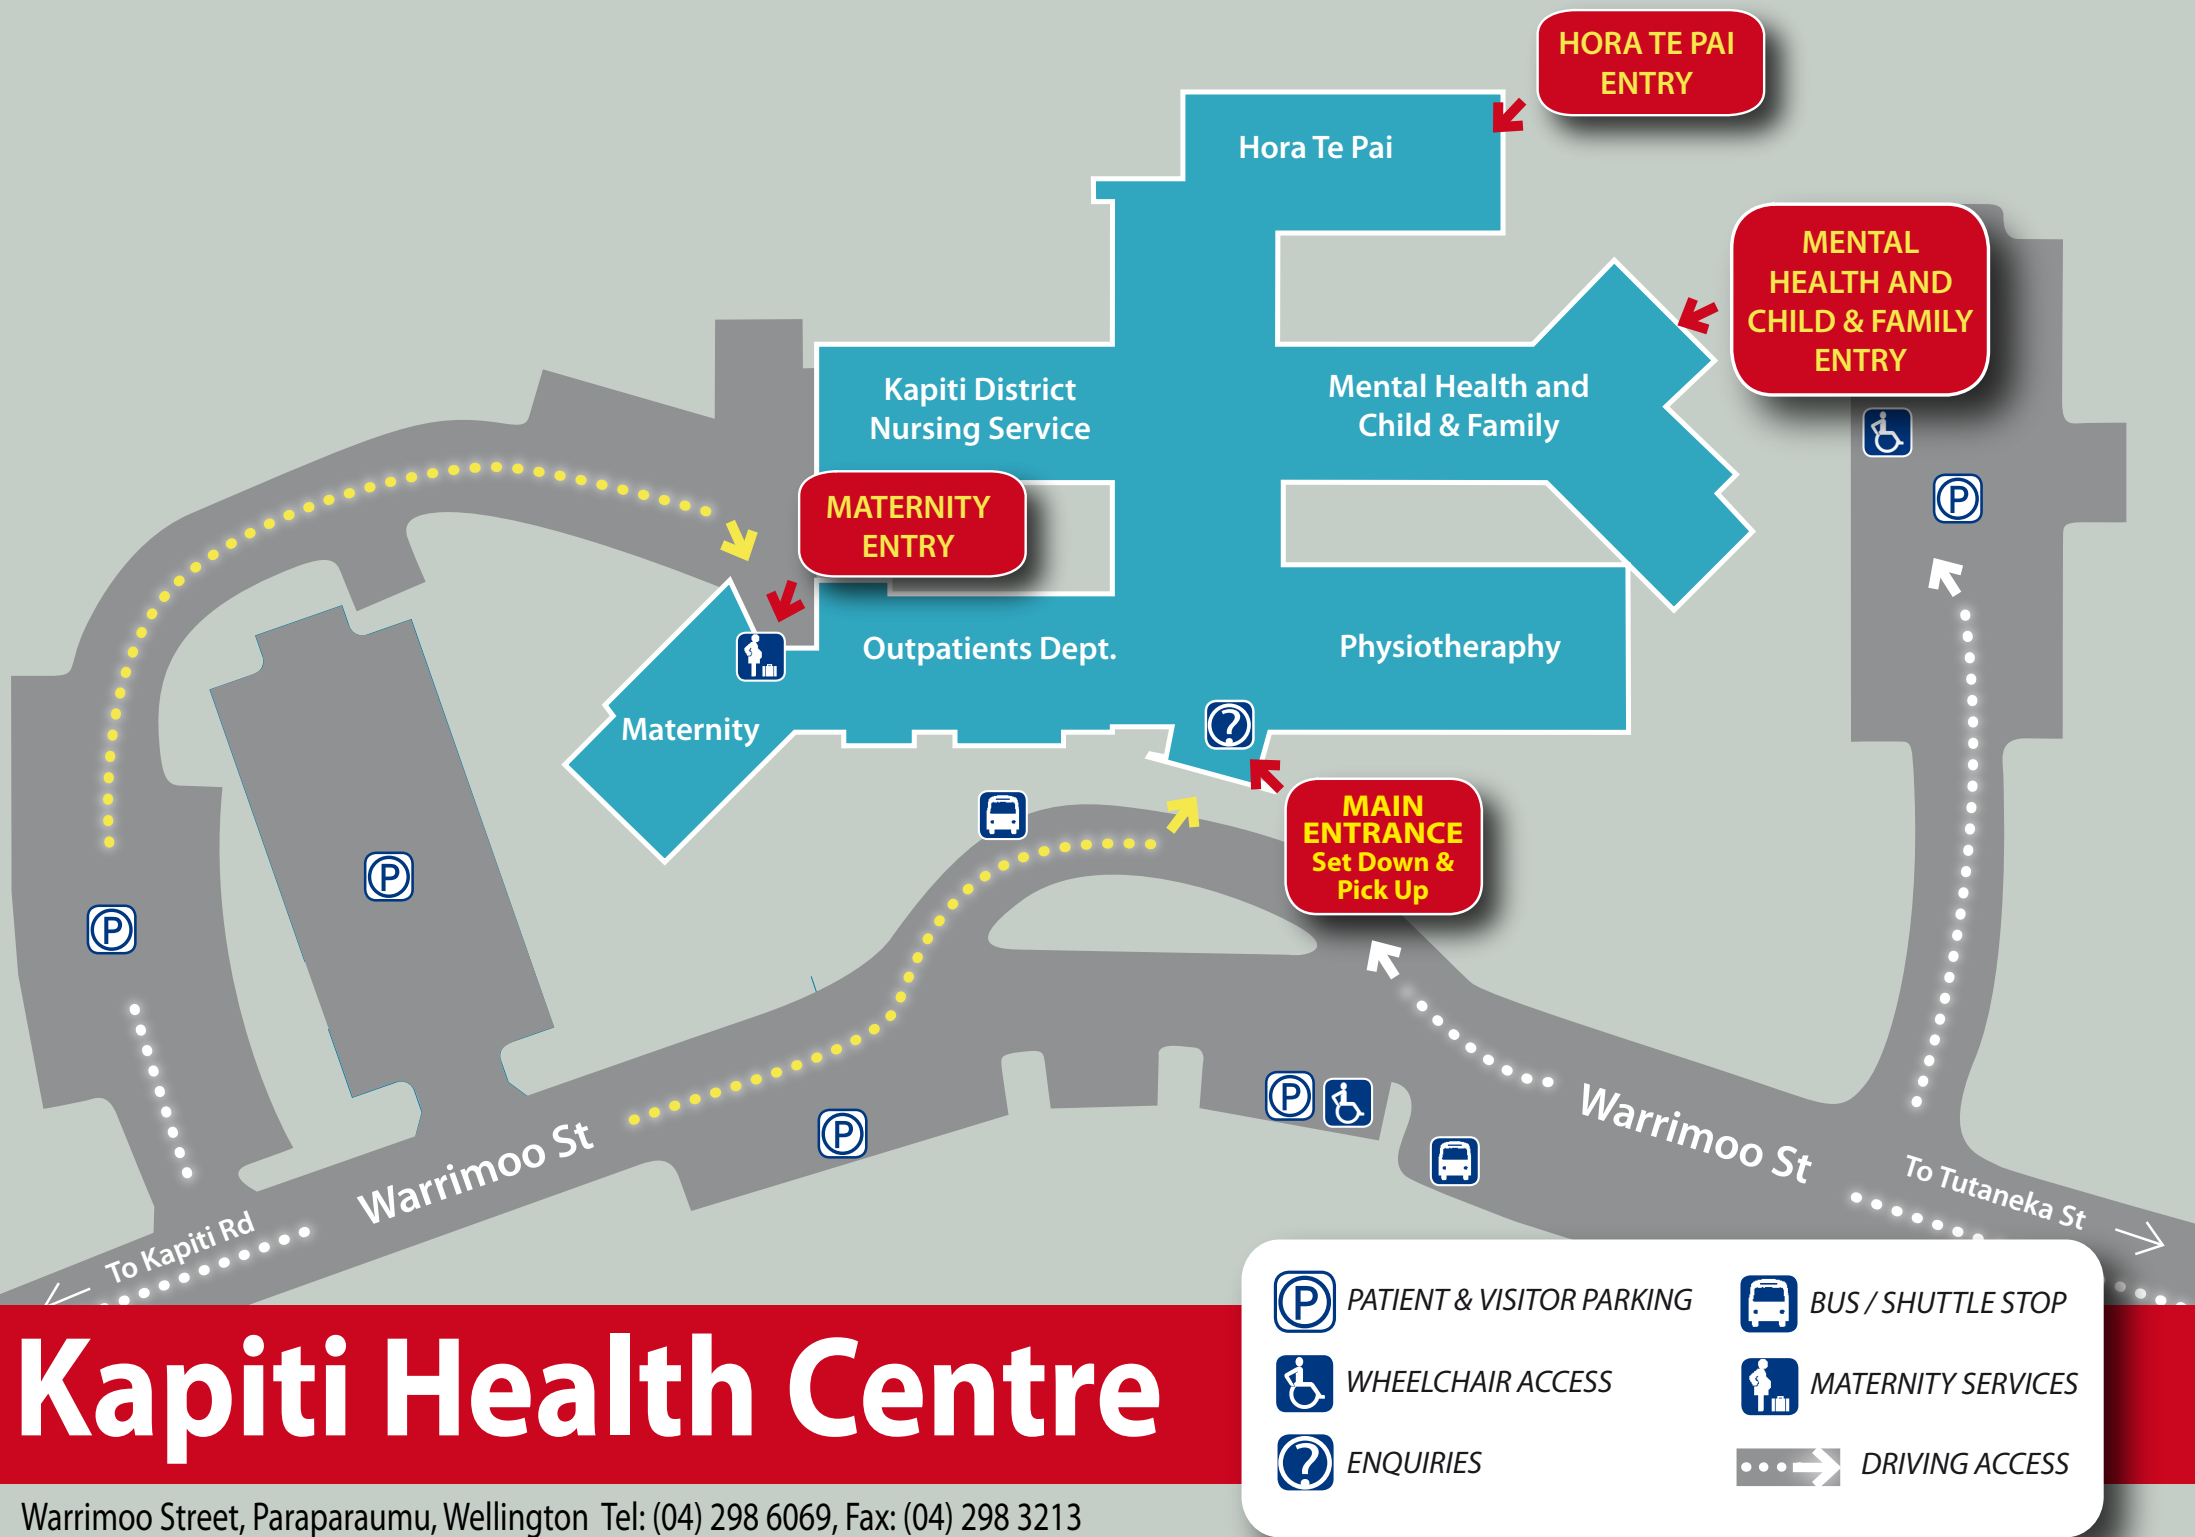 HORA TE PAI
ENTRY
Hora Te Pai
MENTAL
HEALTH AND
CHILD & FAMILY
ENTRY
Kapiti District
Nursing Service
Mental Health and
Child & Family
MATERNITY
ENTRY
Outpatients Dept.
Physiotheraphy
Maternity
MAIN
ENTRANCE
Set Down &
Pick Up
P
P
P
P
P
?
Warrimoo St
Warrimoo St
To Kapiti Rd
To Tutaneka St
P PATIENT & VISITOR PARKING
WHEELCHAIR ACCESS
? ENQUIRIES
BUS / SHUTTLE STOP
MATERNITY SERVICES
DRIVING ACCESS
Kapiti Health Centre
Warrimoo Street, Paraparaumu, Wellington Tel: (04) 298 6069, Fax: (04) 298 3213